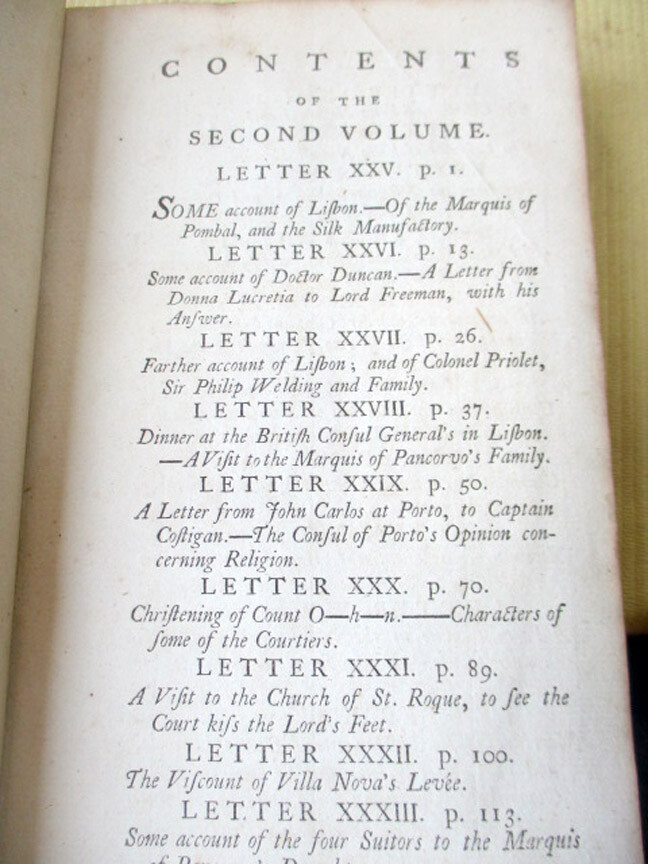 CONTENTS
OF THE
SECOND VOLUME.
LETTER XXV. p. 1.
SOME account of Liſbon.—Of the Marquis of
Pombal, and the Silk Manufactory.
LETTER XXVI. p. 13.
Some account of Doctor Duncan.—A Letter from
Donna Lucretia to Lord Freeman, with his
Anſwer.
LETTER XXVII. p. 26.
Farther account of Liſbon; and of Colonel Priolet,
Sir Philip Welding and Family.
LETTER XXVIII. p. 37.
Dinner at the Britiſh Conſul General's in Liſbon.
—A Viſit to the Marquis of Pancorvo's Family.
LETTER XXIX. p. 50.
A Letter from John Carlos at Porto, to Captain
Coſtigan.—The Conſul of Porto's Opinion con-
cerning Religion.
LETTER XXX. p. 70.
Chriſtening of Count O—h—n.——Characters of
ſome of the Courtiers.
LETTER XXXI. p. 89.
A Viſit to the Church of St. Roque, to ſee the
Court kiſs the Lord's Feet.
LETTER XXXII. p. 100.
The Viſcount of Villa Nova's Levée.
LETTER XXXIII. p. 113.
Some account of the four Suitors to the Marquis